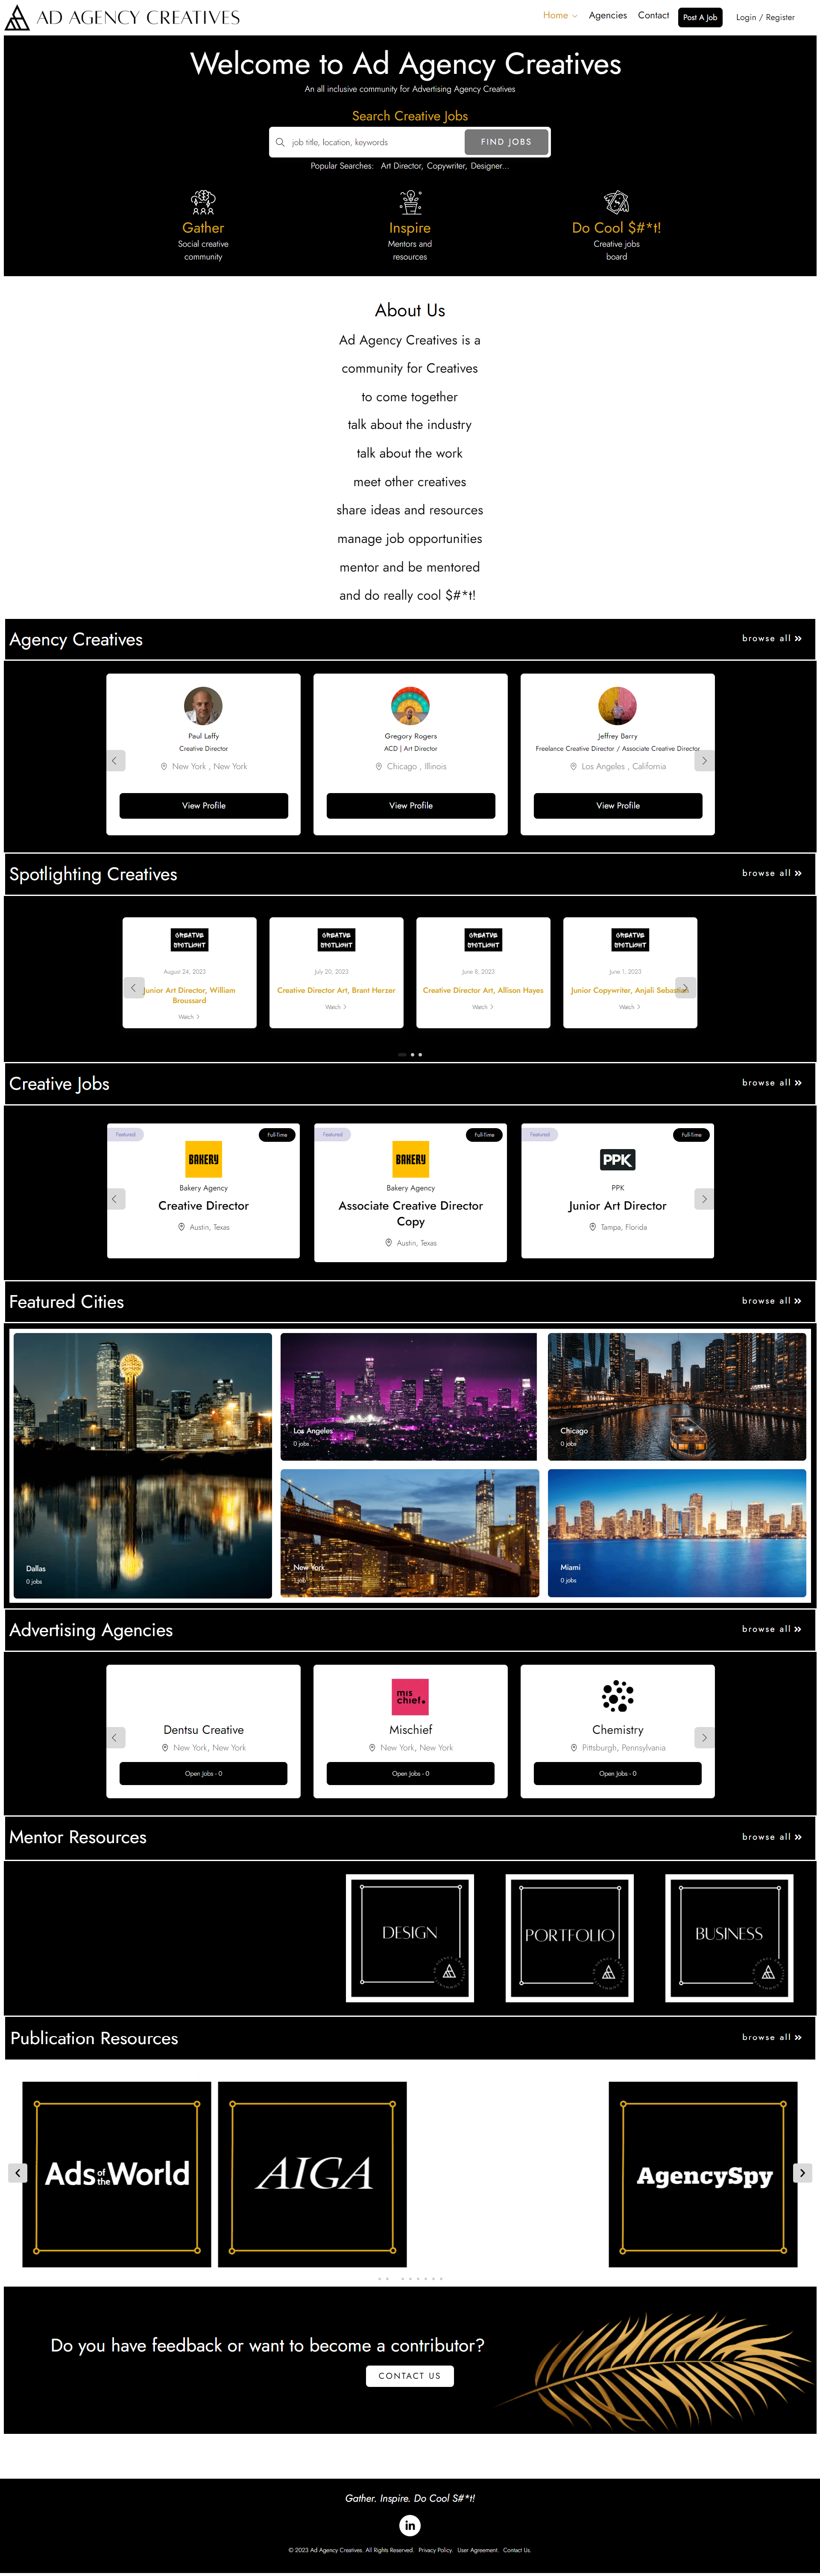 AD AGENCY CREATIVES
Home
Agencies
Contact
Post A Job
Login / Register
Welcome to Ad Agency Creatives
An all inclusive community for Advertising Agency Creatives
Search Creative Jobs
job title, location, keywords
FIND JOBS
Popular Searches: Art Director, Copywriter, Designer...
Gather
Social creative
community
Inspire
Mentors and
resources
Do Cool $#*t!
Creative jobs
board
About Us
Ad Agency Creatives is a
community for Creatives
to come together
talk about the industry
talk about the work
meet other creatives
share ideas and resources
manage job opportunities
mentor and be mentored
and do really cool $#*t!
Agency Creatives
browse all
Paul Laffy
Creative Director
New York , New York
View Profile
Gregory Rogers
ACD | Art Director
Chicago , Illinois
View Profile
Jeffrey Barry
Freelance Creative Director / Associate Creative Director
Los Angeles , California
View Profile
Spotlighting Creatives
browse all
CREATIVE
SPOTLIGHT
August 24, 2023
Junior Art Director, William
Broussard
Watch
CREATIVE
SPOTLIGHT
July 20, 2023
Creative Director Art, Brant Herzer
Watch
CREATIVE
SPOTLIGHT
June 8, 2023
Creative Director Art, Allison Hayes
Watch
CREATIVE
SPOTLIGHT
June 1, 2023
Junior Copywriter, Anjali Sebastian
Watch
Creative Jobs
browse all
Featured
Full-Time
BAKERY
Bakery Agency
Creative Director
Austin, Texas
Featured
Full-Time
BAKERY
Bakery Agency
Associate Creative Director
Copy
Austin, Texas
Featured
Full-Time
PPK
PPK
Junior Art Director
Tampa, Florida
Featured Cities
browse all
Dallas
0 jobs
Los Angeles
0 jobs
Chicago
0 jobs
New York
1 job
Miami
0 jobs
Advertising Agencies
browse all
Dentsu Creative
New York, New York
Open Jobs - 0
mis
chief.
Mischief
New York, New York
Open Jobs - 0
Chemistry
Pittsburgh, Pennsylvania
Open Jobs - 0
Mentor Resources
browse all
DESIGN
PORTFOLIO
BUSINESS
Publication Resources
browse all
Ads of the World
AIGA
AgencySpy
Do you have feedback or want to become a contributor?
CONTACT US
Gather. Inspire. Do Cool S#*t!
in
© 2023 Ad Agency Creatives. All Rights Reserved. Privacy Policy. User Agreement. Contact Us.